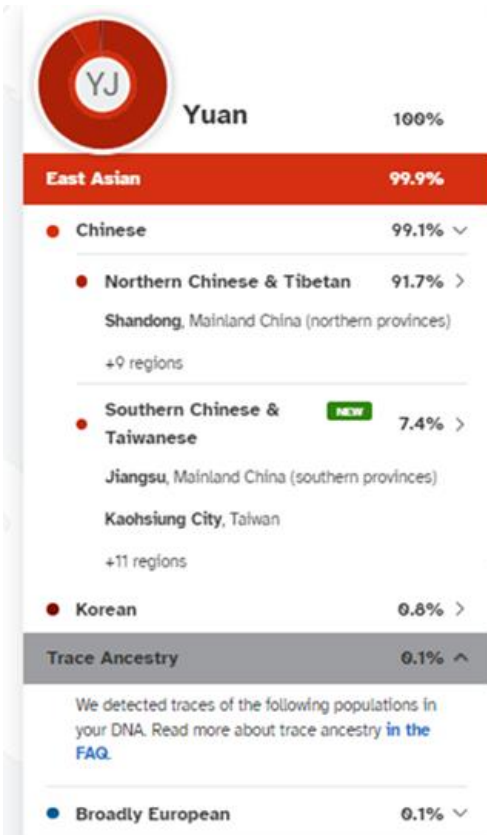 YJ
Yuan 100%
East Asian 99.9%
Chinese 99.1%
Northern Chinese & Tibetan 91.7%
Shandong, Mainland China (northern provinces)
+9 regions
Southern Chinese & NEW 7.4%
Taiwanese
Jiangsu, Mainland China (southern provinces)
Kaohsiung City, Taiwan
+11 regions
Korean 0.8%
Trace Ancestry 0.1%
We detected traces of the following populations in
your DNA. Read more about trace ancestry in the
FAQ.
Broadly European 0.1%